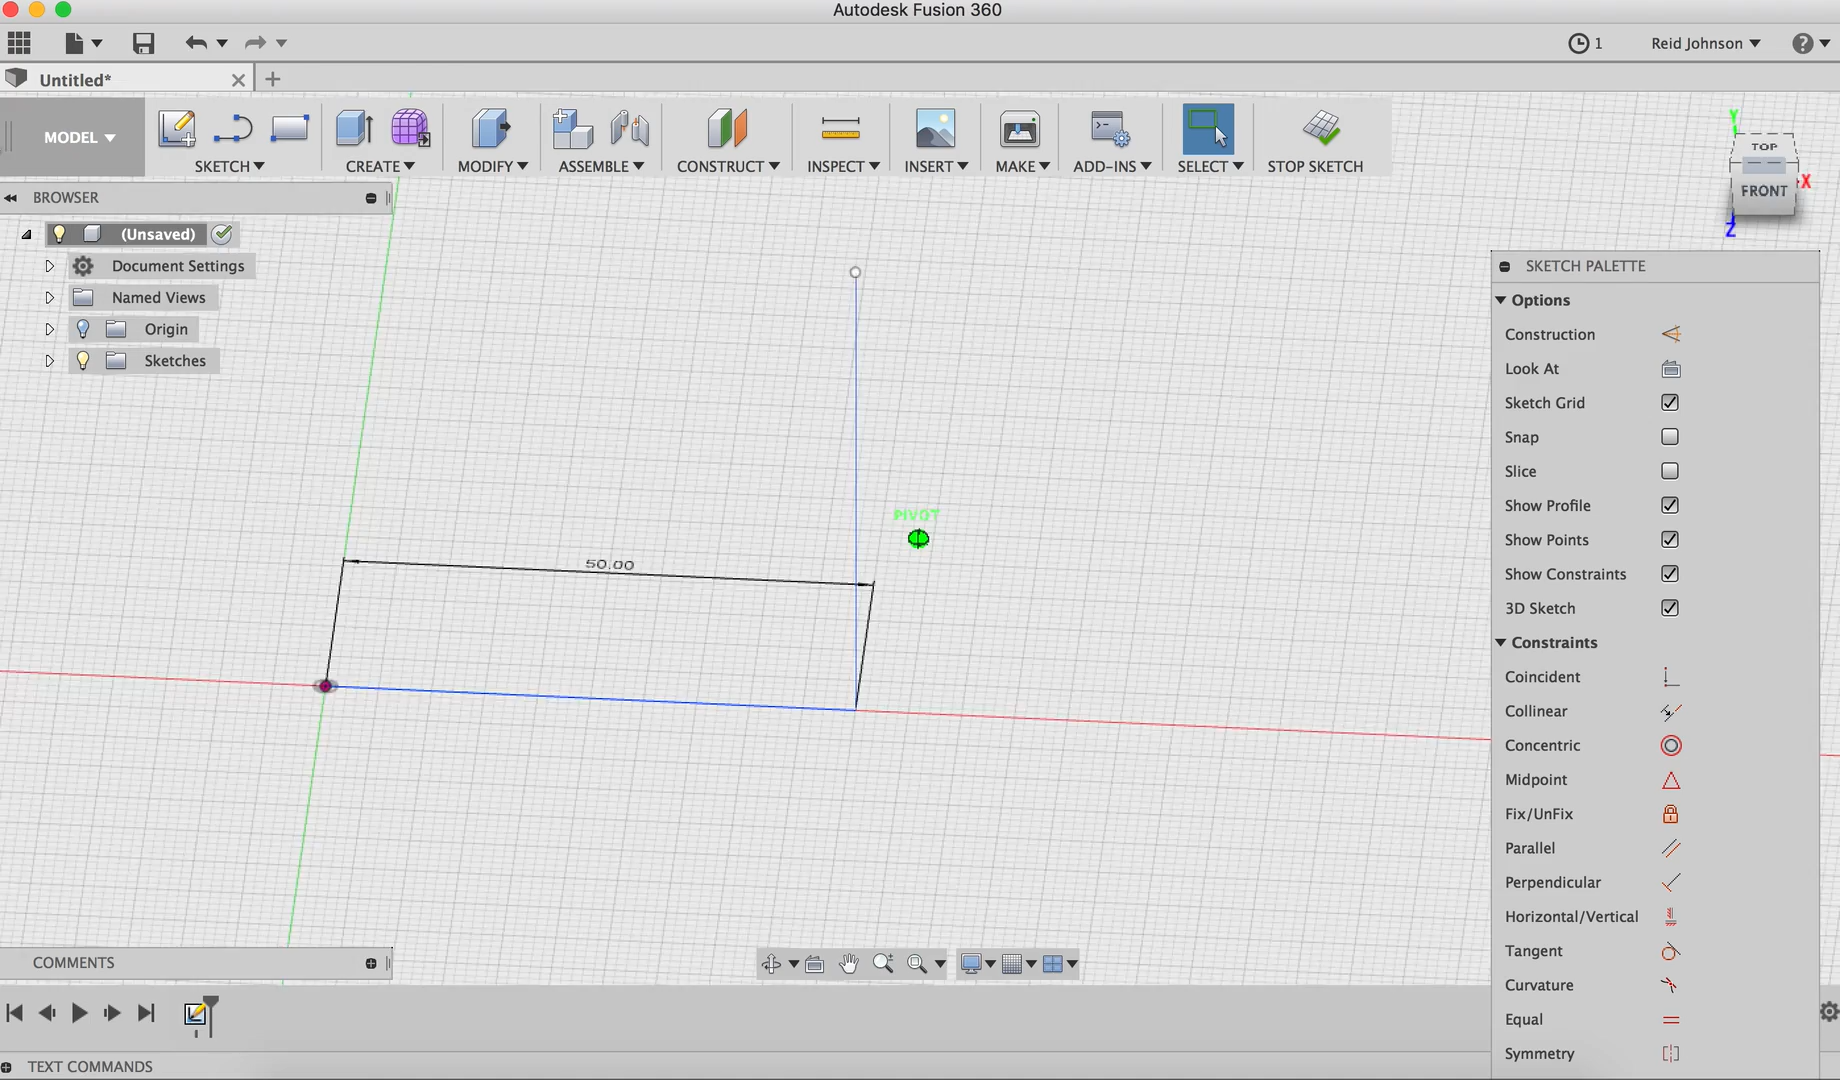 Autodesk Fusion 360
1
Reid Johnson
?
Untitled*
MODEL
SKETCH
CREATE
MODIFY
ASSEMBLE
CONSTRUCT
INSPECT
INSERT
MAKE
ADD-INS
SELECT
STOP SKETCH
Y
TOP
X
FRONT
Z
BROWSER
(Unsaved)
Document Settings
Named Views
Origin
Sketches
PIVOT
50.00
SKETCH PALETTE
Options
Construction
Look At
Sketch Grid
Snap
Slice
Show Profile
Show Points
Show Constraints
3D Sketch
Constraints
Coincident
Collinear
Concentric
Midpoint
Fix/UnFix
Parallel
Perpendicular
Horizontal/Vertical
Tangent
Curvature
Equal
Symmetry
COMMENTS
TEXT COMMANDS